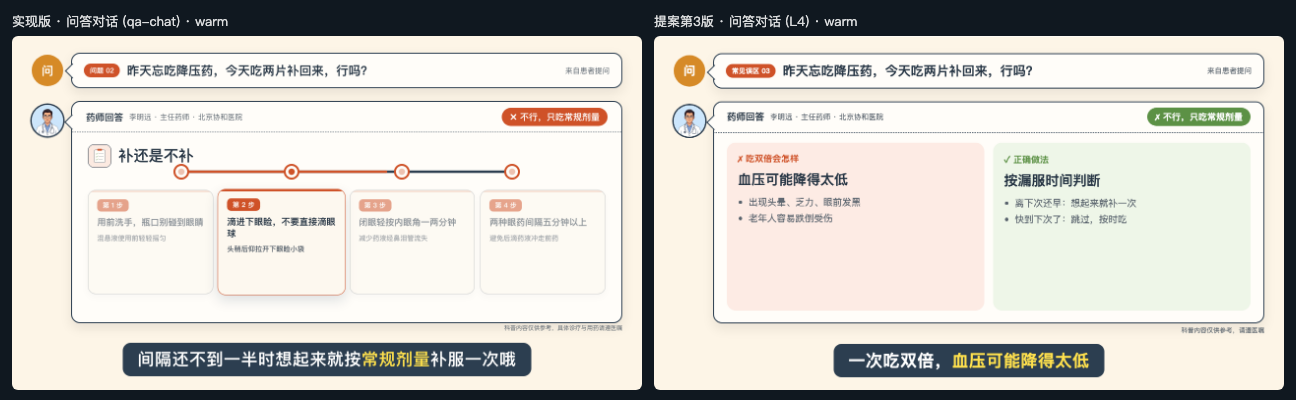 实现版 · 问答对话 (qa-chat) · warm
问
问题 02
昨天忘吃降压药，今天吃两片补回来，行吗?
来自患者提问
药师回答
李明远 · 主任药师 · 北京协和医院
✕ 不行，只吃常规剂量
补还是不补
第 1 步
用前洗手，瓶口别碰到眼睛
混悬液使用前轻轻摇匀
第 2 步
滴进下眼睑，不要直接滴眼
球
头稍后仰拉开下眼睑小袋
第 3 步
闭眼轻按内眼角一两分钟
减少药液经鼻泪管流失
第 4 步
两种眼药间隔五分钟以上
避免后滴药液冲走前药
科普内容仅供参考，具体诊疗与用药请遵医嘱
间隔还不到一半时想起来就按常规剂量补服一次哦
提案第3版 · 问答对话 (L4) · warm
问
常见误区 03
昨天忘吃降压药，今天吃两片补回来，行吗?
来自患者提问
药师回答
李明远 · 主任药师 · 北京协和医院
✗ 不行，只吃常规剂量
✗ 吃双倍会怎样
血压可能降得太低
• 出现头晕、乏力、眼前发黑
• 老年人容易跌倒受伤
✓ 正确做法
按漏服时间判断
• 离下次还早：想起来就补一次
• 快到下次了：跳过，按时吃
科普内容仅供参考，请遵医嘱
一次吃双倍，血压可能降得太低